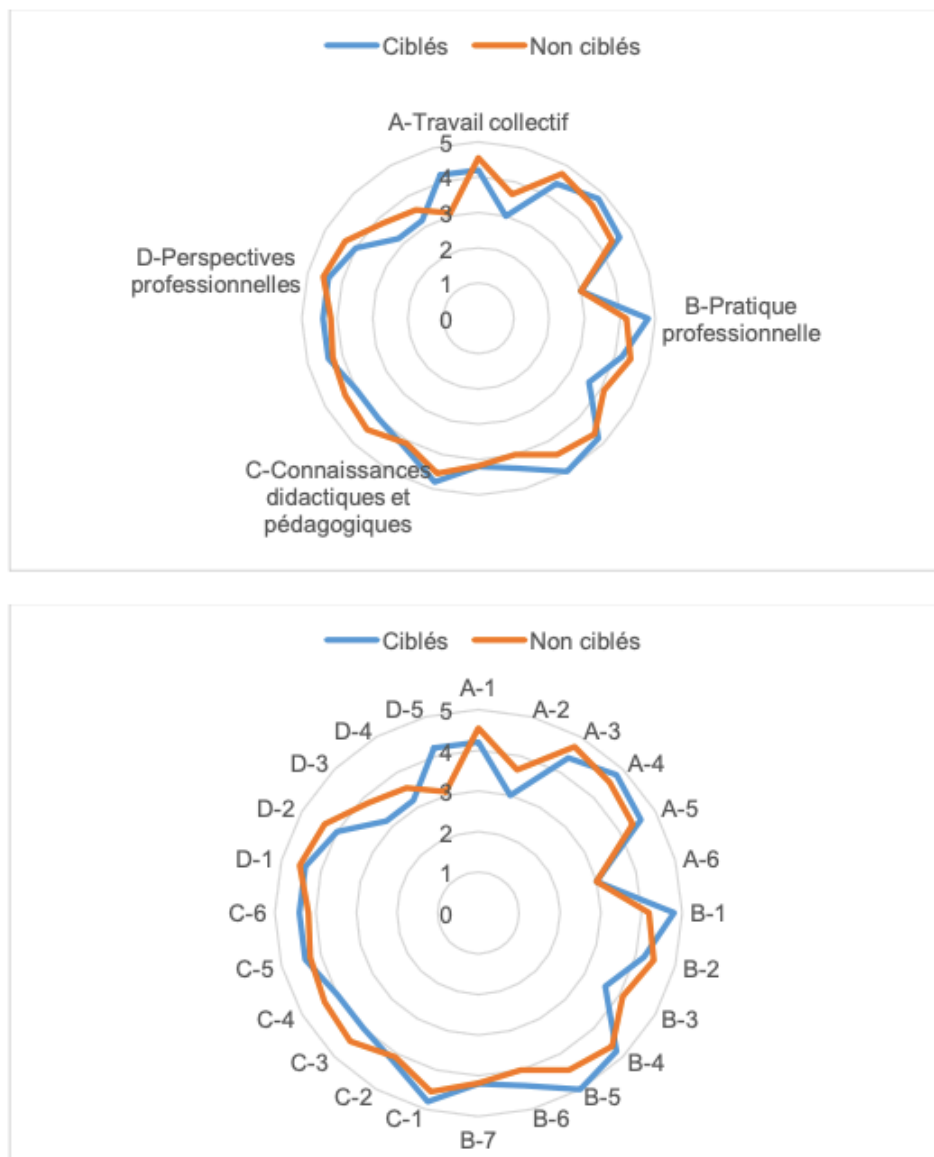 Ciblés Non ciblés
A-Travail collectif
5
4
3
2
1
0
D-Perspectives
professionnelles
B-Pratique
professionnelle
C-Connaissances
didactiques et
pédagogiques
Ciblés Non ciblés
A-1
A-2
A-3
A-4
A-5
A-6
B-1
B-2
B-3
B-4
B-5
B-6
B-7
C-1
C-2
C-3
C-4
C-5
C-6
D-1
D-2
D-3
D-4
D-5
5
4
3
2
1
0